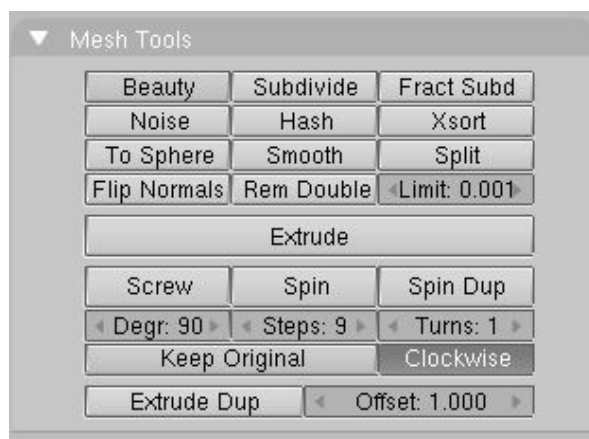 Mesh Tools
Beauty Subdivide Fract Subd
Noise Hash Xsort
To Sphere Smooth Split
Flip Normals Rem Double Limit: 0.001
Extrude
Screw Spin Spin Dup
Degr: 90 Steps: 9 Turns: 1
Keep Original Clockwise
Extrude Dup Offset: 1.000